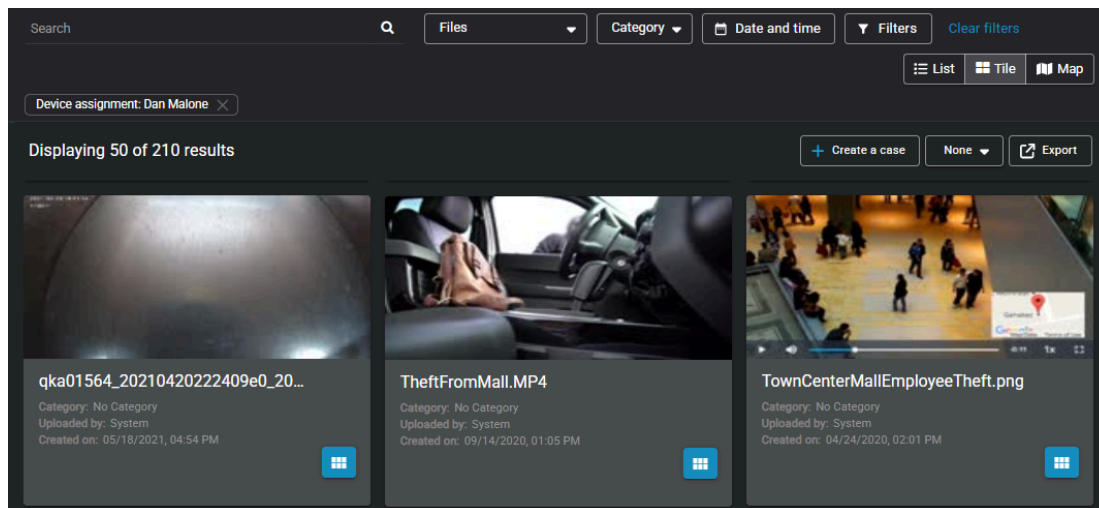 Search
Files
Category
Date and time
Filters
Clear filters
List
Tile
Map
Device assignment: Dan Malone
Displaying 50 of 210 results
+ Create a case
None
Export
qka01564_20210420222409e0_20...
Category: No Category
Uploaded by: System
Created on: 05/18/2021, 04:54 PM
TheftFromMall.MP4
Category: No Category
Uploaded by: System
Created on: 09/14/2020, 01:05 PM
1x
TownCenterMallEmployeeTheft.png
Category: No Category
Uploaded by: System
Created on: 04/24/2020, 02:01 PM